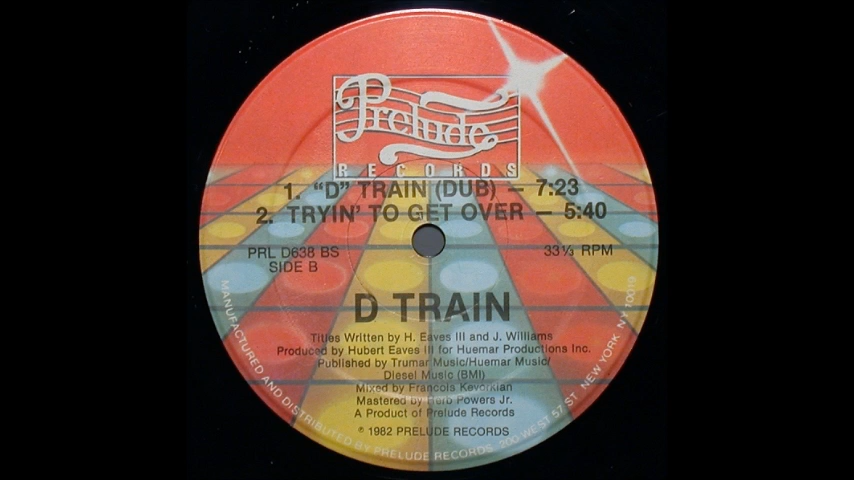 Prelude
RECORDS
1. "D" TRAIN (DUB) — 7:23
2. TRYIN' TO GET OVER — 5:40
PRL D638 BS
SIDE B
33⅓ RPM
D TRAIN
Titles Written by H. Eaves III and J. Williams
Produced by Hubert Eaves III for Huemar Productions Inc.
Published by Trumar Music/Huemar Music/
Diesel Music (BMI)
Mixed by Francois Kevorkian
Mastered by Herb Powers Jr.
A Product of Prelude Records
℗ 1982 PRELUDE RECORDS
MANUFACTURED AND DISTRIBUTED BY PRELUDE RECORDS 200 WEST 57 ST NEW YORK NY 10019